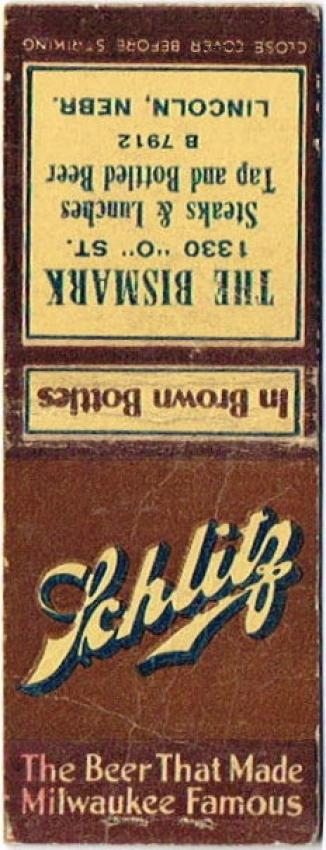 CLOSE COVER BEFORE STRIKING
THE BISMARK
1330 "O" ST.
Steaks & Lunches
Tap and Bottled Beer
B 7912
LINCOLN, NEBR.
In Brown Bottles
Schlitz
The Beer That Made
Milwaukee Famous